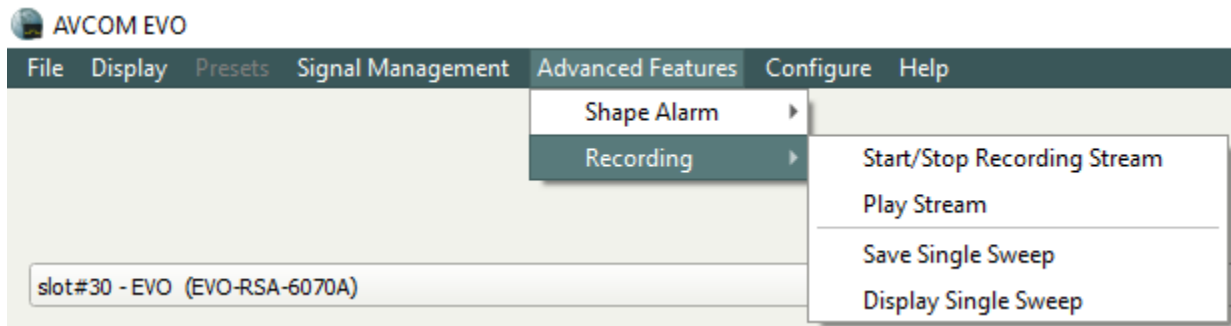 AVCOM EVO
File Display Presets Signal Management Advanced Features Configure Help
Shape Alarm
Recording
Start/Stop Recording Stream
Play Stream
Save Single Sweep
Display Single Sweep
slot#30 - EVO (EVO-RSA-6070A)